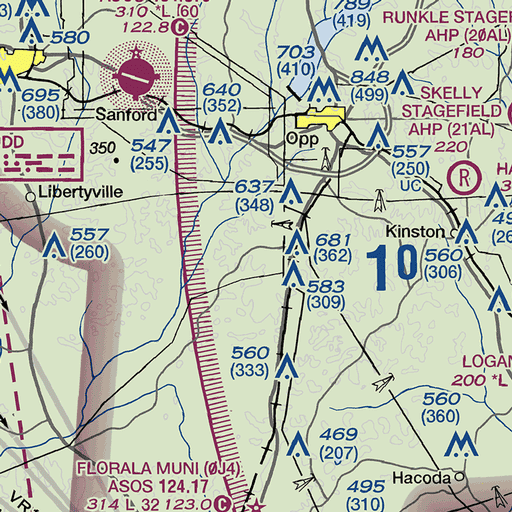 310 *L (60)
122.8 C
580
789
(419)
RUNKLE STAGEF
AHP (20AL)
180
703
(410)
848
(499)
SKELLY
STAGEFIELD
AHP (21AL)
220
695
(380)
Sanford
640
(352)
547
(255)
350
Opp
557
(250)
UC
R
Libertyville
637
(348)
Kinston
560
(306)
557
(260)
681
(362)
10
583
(309)
560
(333)
LOGAN
200 *L
560
(360)
469
(207)
FLORALA MUNI (0J4)
ASOS 124.17
314 L 32 123.0 C
495
(310)
Hacoda
VR